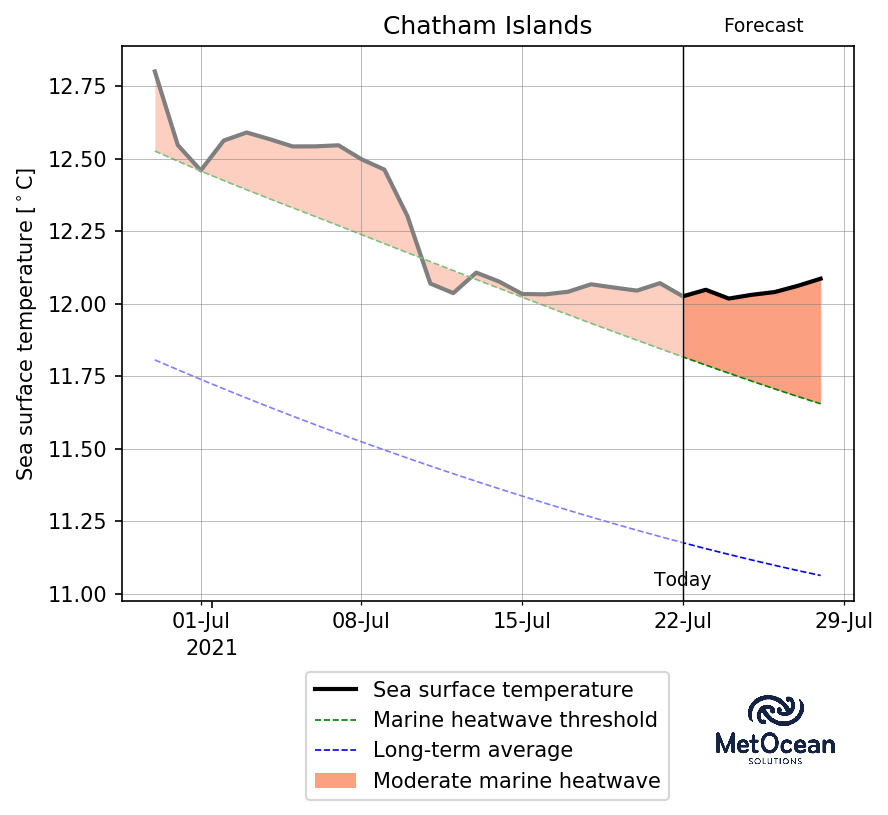 Chatham Islands
Forecast
Sea surface temperature [°C]
12.75
12.50
12.25
12.00
11.75
11.50
11.25
11.00
Today
01-Jul
2021
08-Jul
15-Jul
22-Jul
29-Jul
Sea surface temperature
Marine heatwave threshold
Long-term average
Moderate marine heatwave
MetOcean
SOLUTIONS